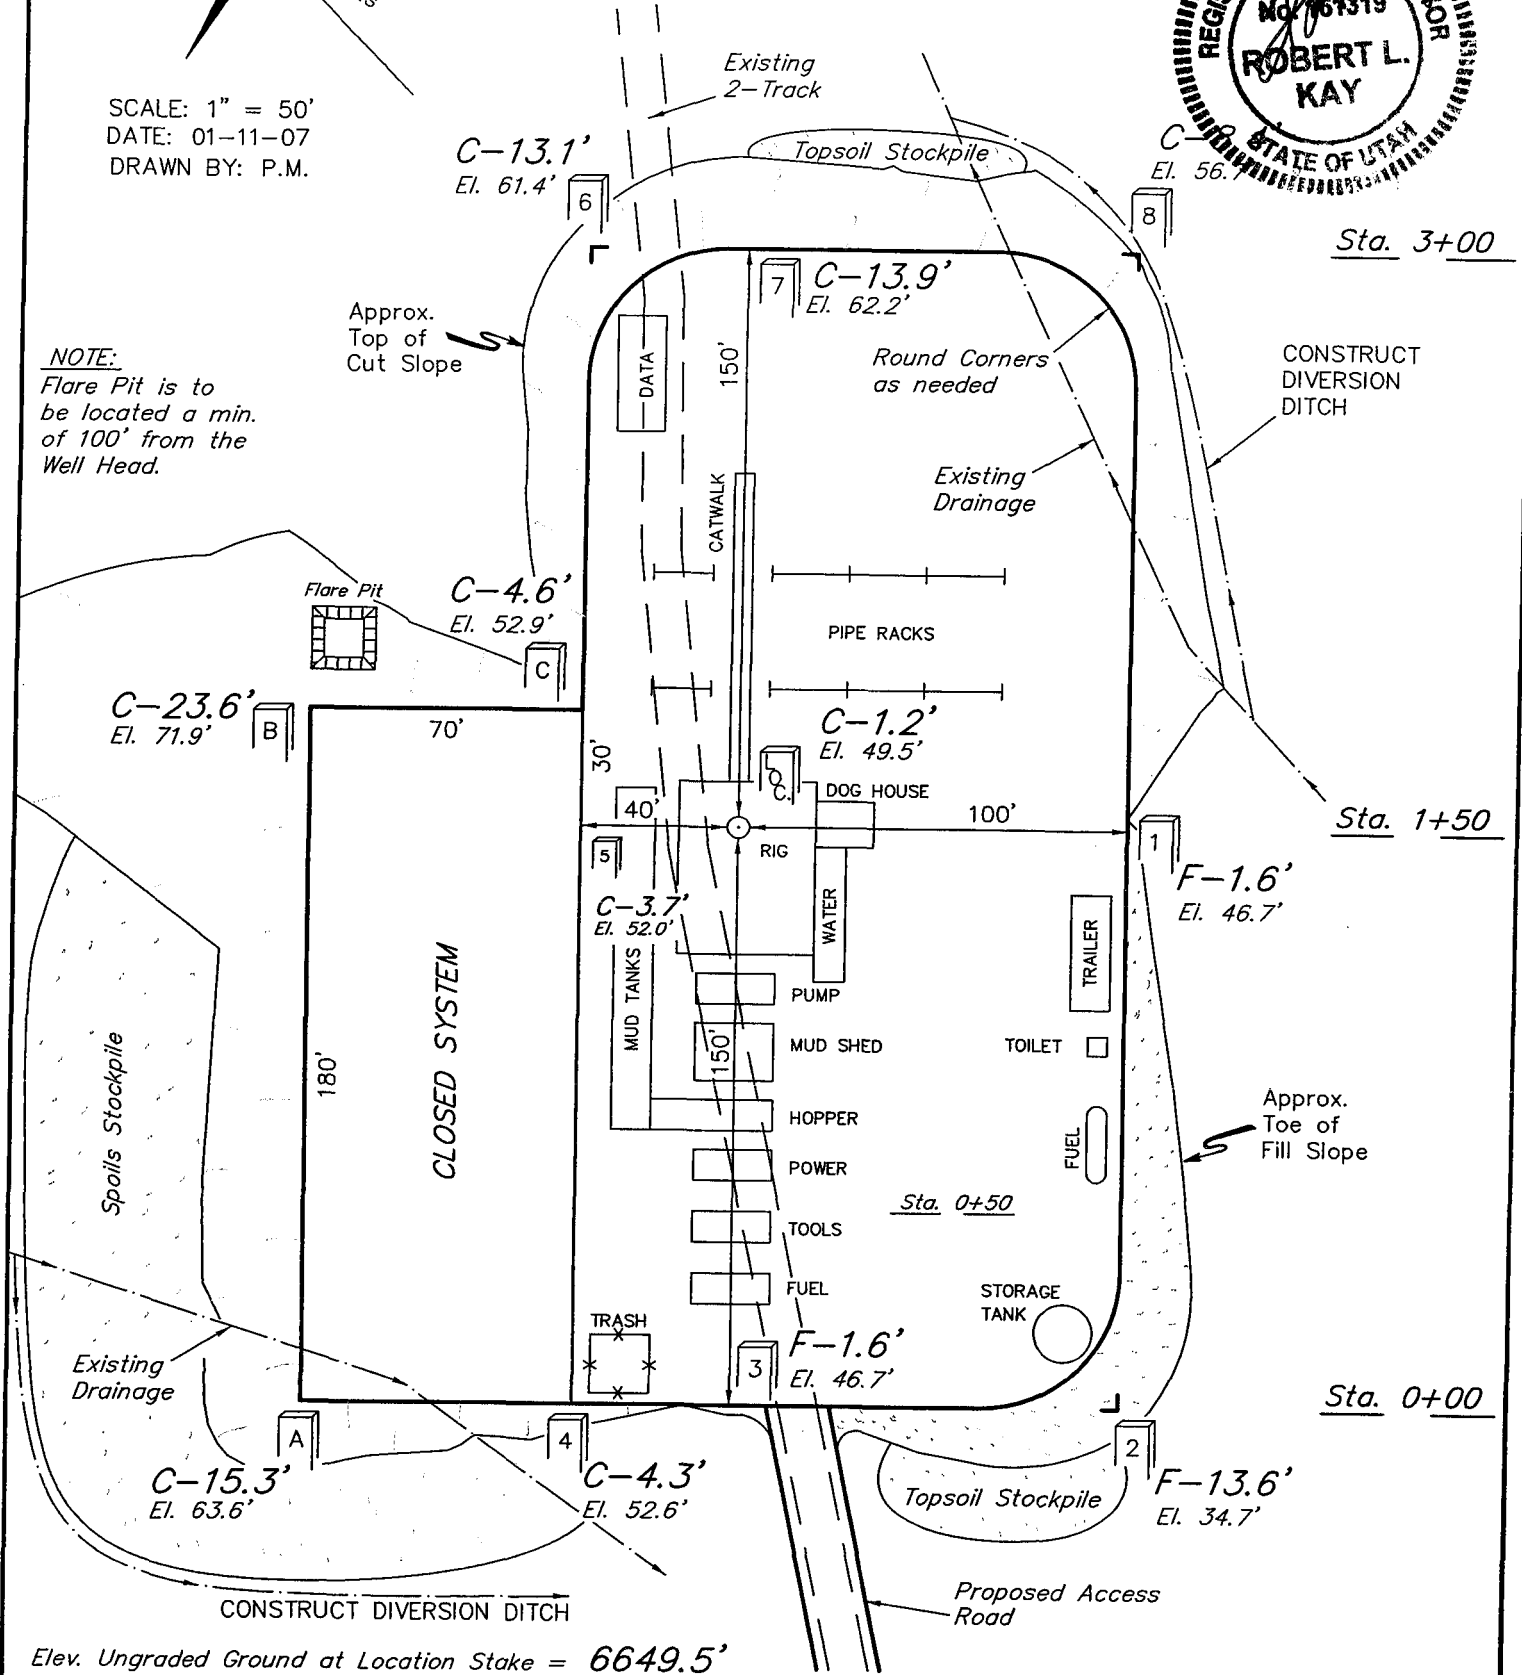 No. 161319
ROBERT L.
KAY
STATE OF UTAH
SCALE: 1" = 50'
DATE: 01-11-07
DRAWN BY: P.M.
Existing
2-Track
C-13.1'
El. 61.4'
6
Topsoil Stockpile
El. 56.7'
8
Sta. 3+00
7
C-13.9'
El. 62.2'
Approx.
Top of
Cut Slope
DATA
150'
Round Corners
as needed
CONSTRUCT
DIVERSION
DITCH
NOTE:
Flare Pit is to
be located a min.
of 100' from the
Well Head.
CATWALK
Existing
Drainage
Flare Pit
C-4.6'
El. 52.9'
C
PIPE RACKS
C-23.6'
El. 71.9'
B
70'
30'
C-1.2'
El. 49.5'
LOC.
DOG HOUSE
40'
100'
Sta. 1+50
RIG
5
1
F-1.6'
El. 46.7'
C-3.7'
El. 52.0'
WATER
TRAILER
MUD TANKS
CLOSED SYSTEM
PUMP
150'
MUD SHED
TOILET
Spoils Stockpile
180'
HOPPER
FUEL
Approx.
Toe of
Fill Slope
POWER
Sta. 0+50
TOOLS
FUEL
STORAGE
TANK
TRASH
Existing
Drainage
3
F-1.6'
El. 46.7'
Sta. 0+00
A
C-15.3'
El. 63.6'
4
C-4.3'
El. 52.6'
Topsoil Stockpile
2
F-13.6'
El. 34.7'
CONSTRUCT DIVERSION DITCH
Proposed Access
Road
Elev. Ungraded Ground at Location Stake = 6649.5'